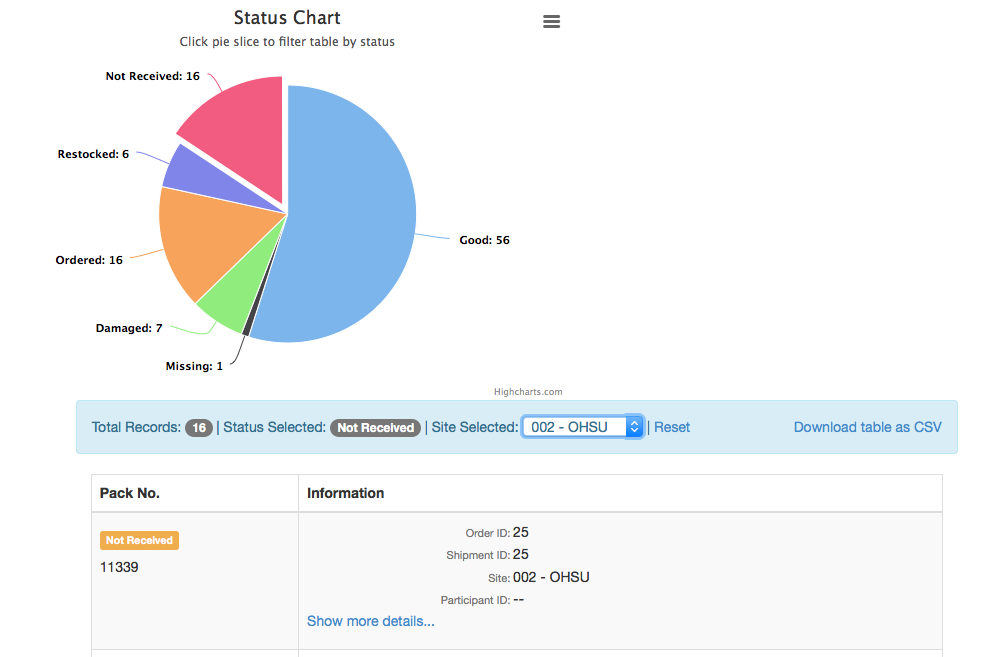 Status Chart
Click pie slice to filter table by status
Not Received: 16
Restocked: 6
Good: 56
Ordered: 16
Damaged: 7
Missing: 1
Highcharts.com
Total Records: 16 | Status Selected: Not Received | Site Selected: 002 - OHSU | Reset Download table as CSV
Pack No. Information
Not Received
11339
Order ID: 25
Shipment ID: 25
Site: 002 - OHSU
Participant ID: --
Show more details...